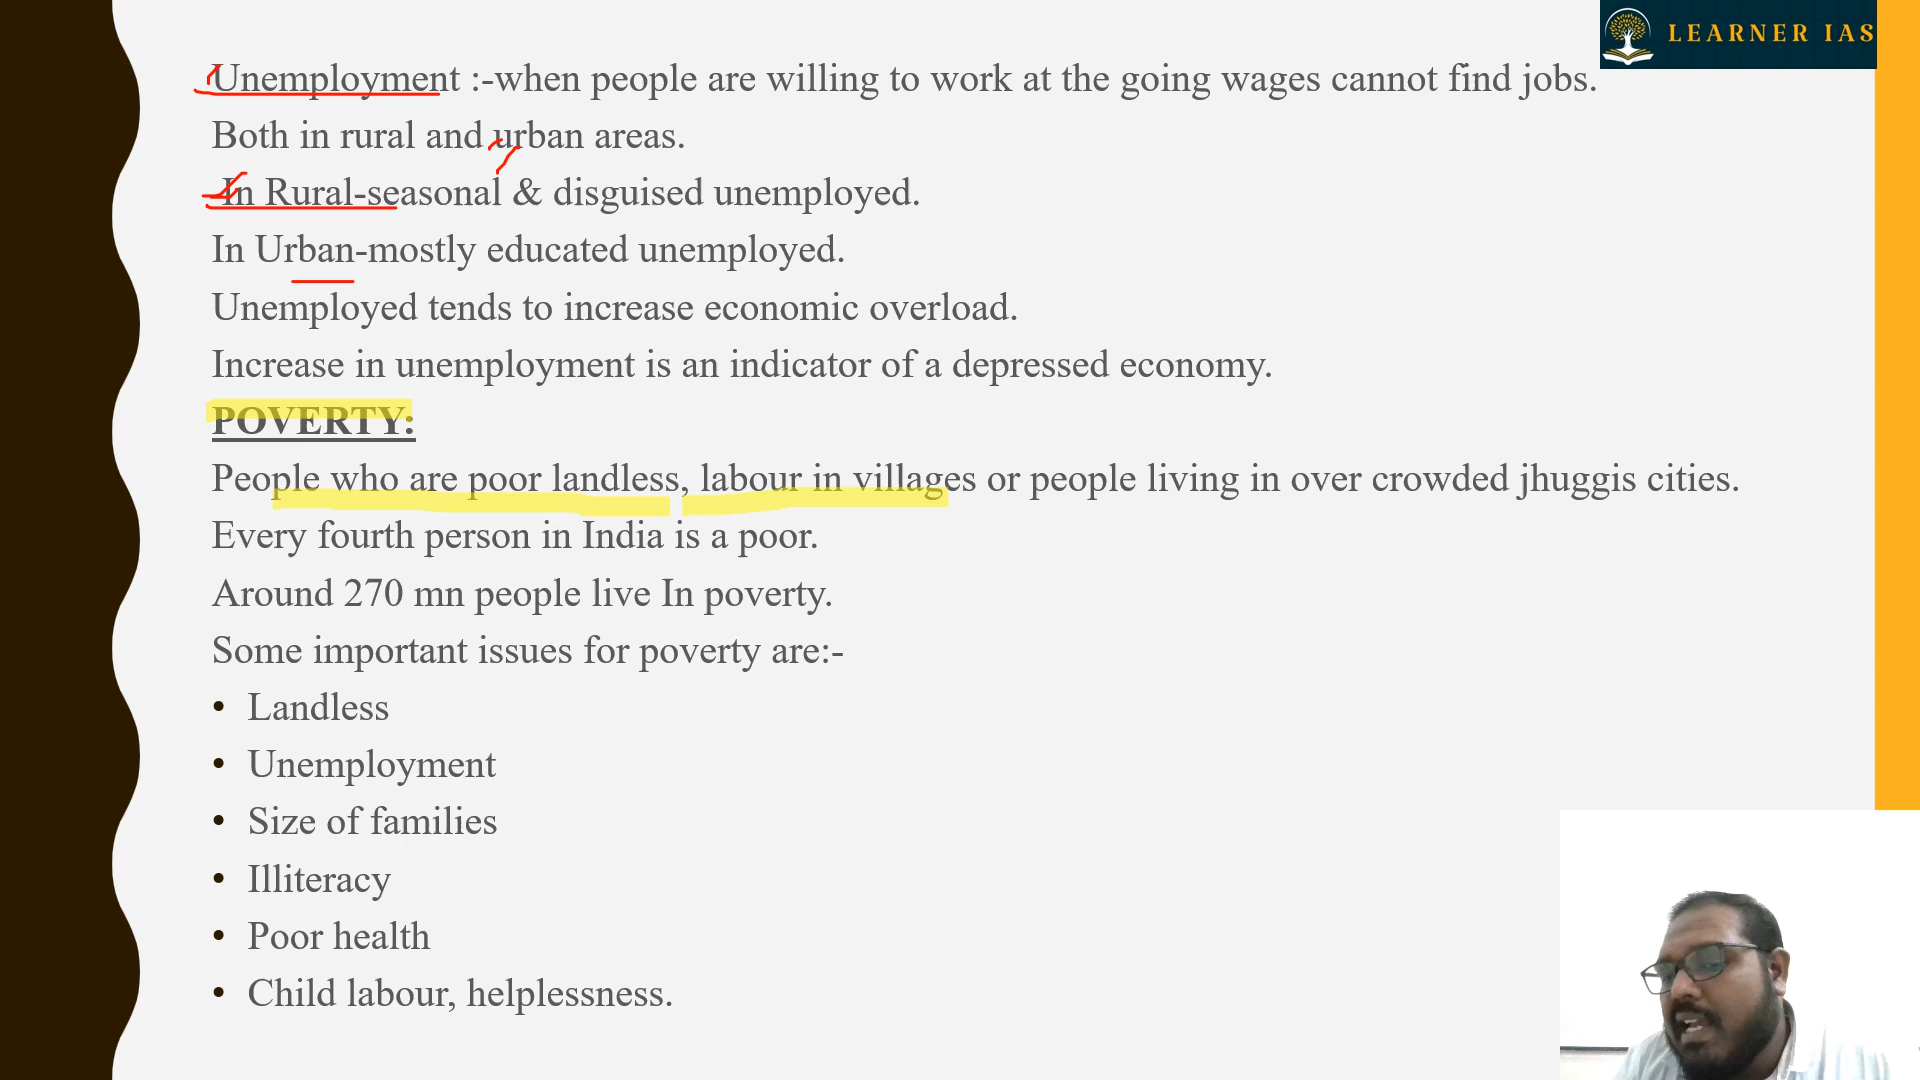 LEARNER IAS
Unemployment :-when people are willing to work at the going wages cannot find jobs.
Both in rural and urban areas.
In Rural-seasonal & disguised unemployed.
In Urban-mostly educated unemployed.
Unemployed tends to increase economic overload.
Increase in unemployment is an indicator of a depressed economy.
POVERTY:
People who are poor landless, labour in villages or people living in over crowded jhuggis cities.
Every fourth person in India is a poor.
Around 270 mn people live In poverty.
Some important issues for poverty are:-
• Landless
• Unemployment
• Size of families
• Illiteracy
• Poor health
• Child labour, helplessness.